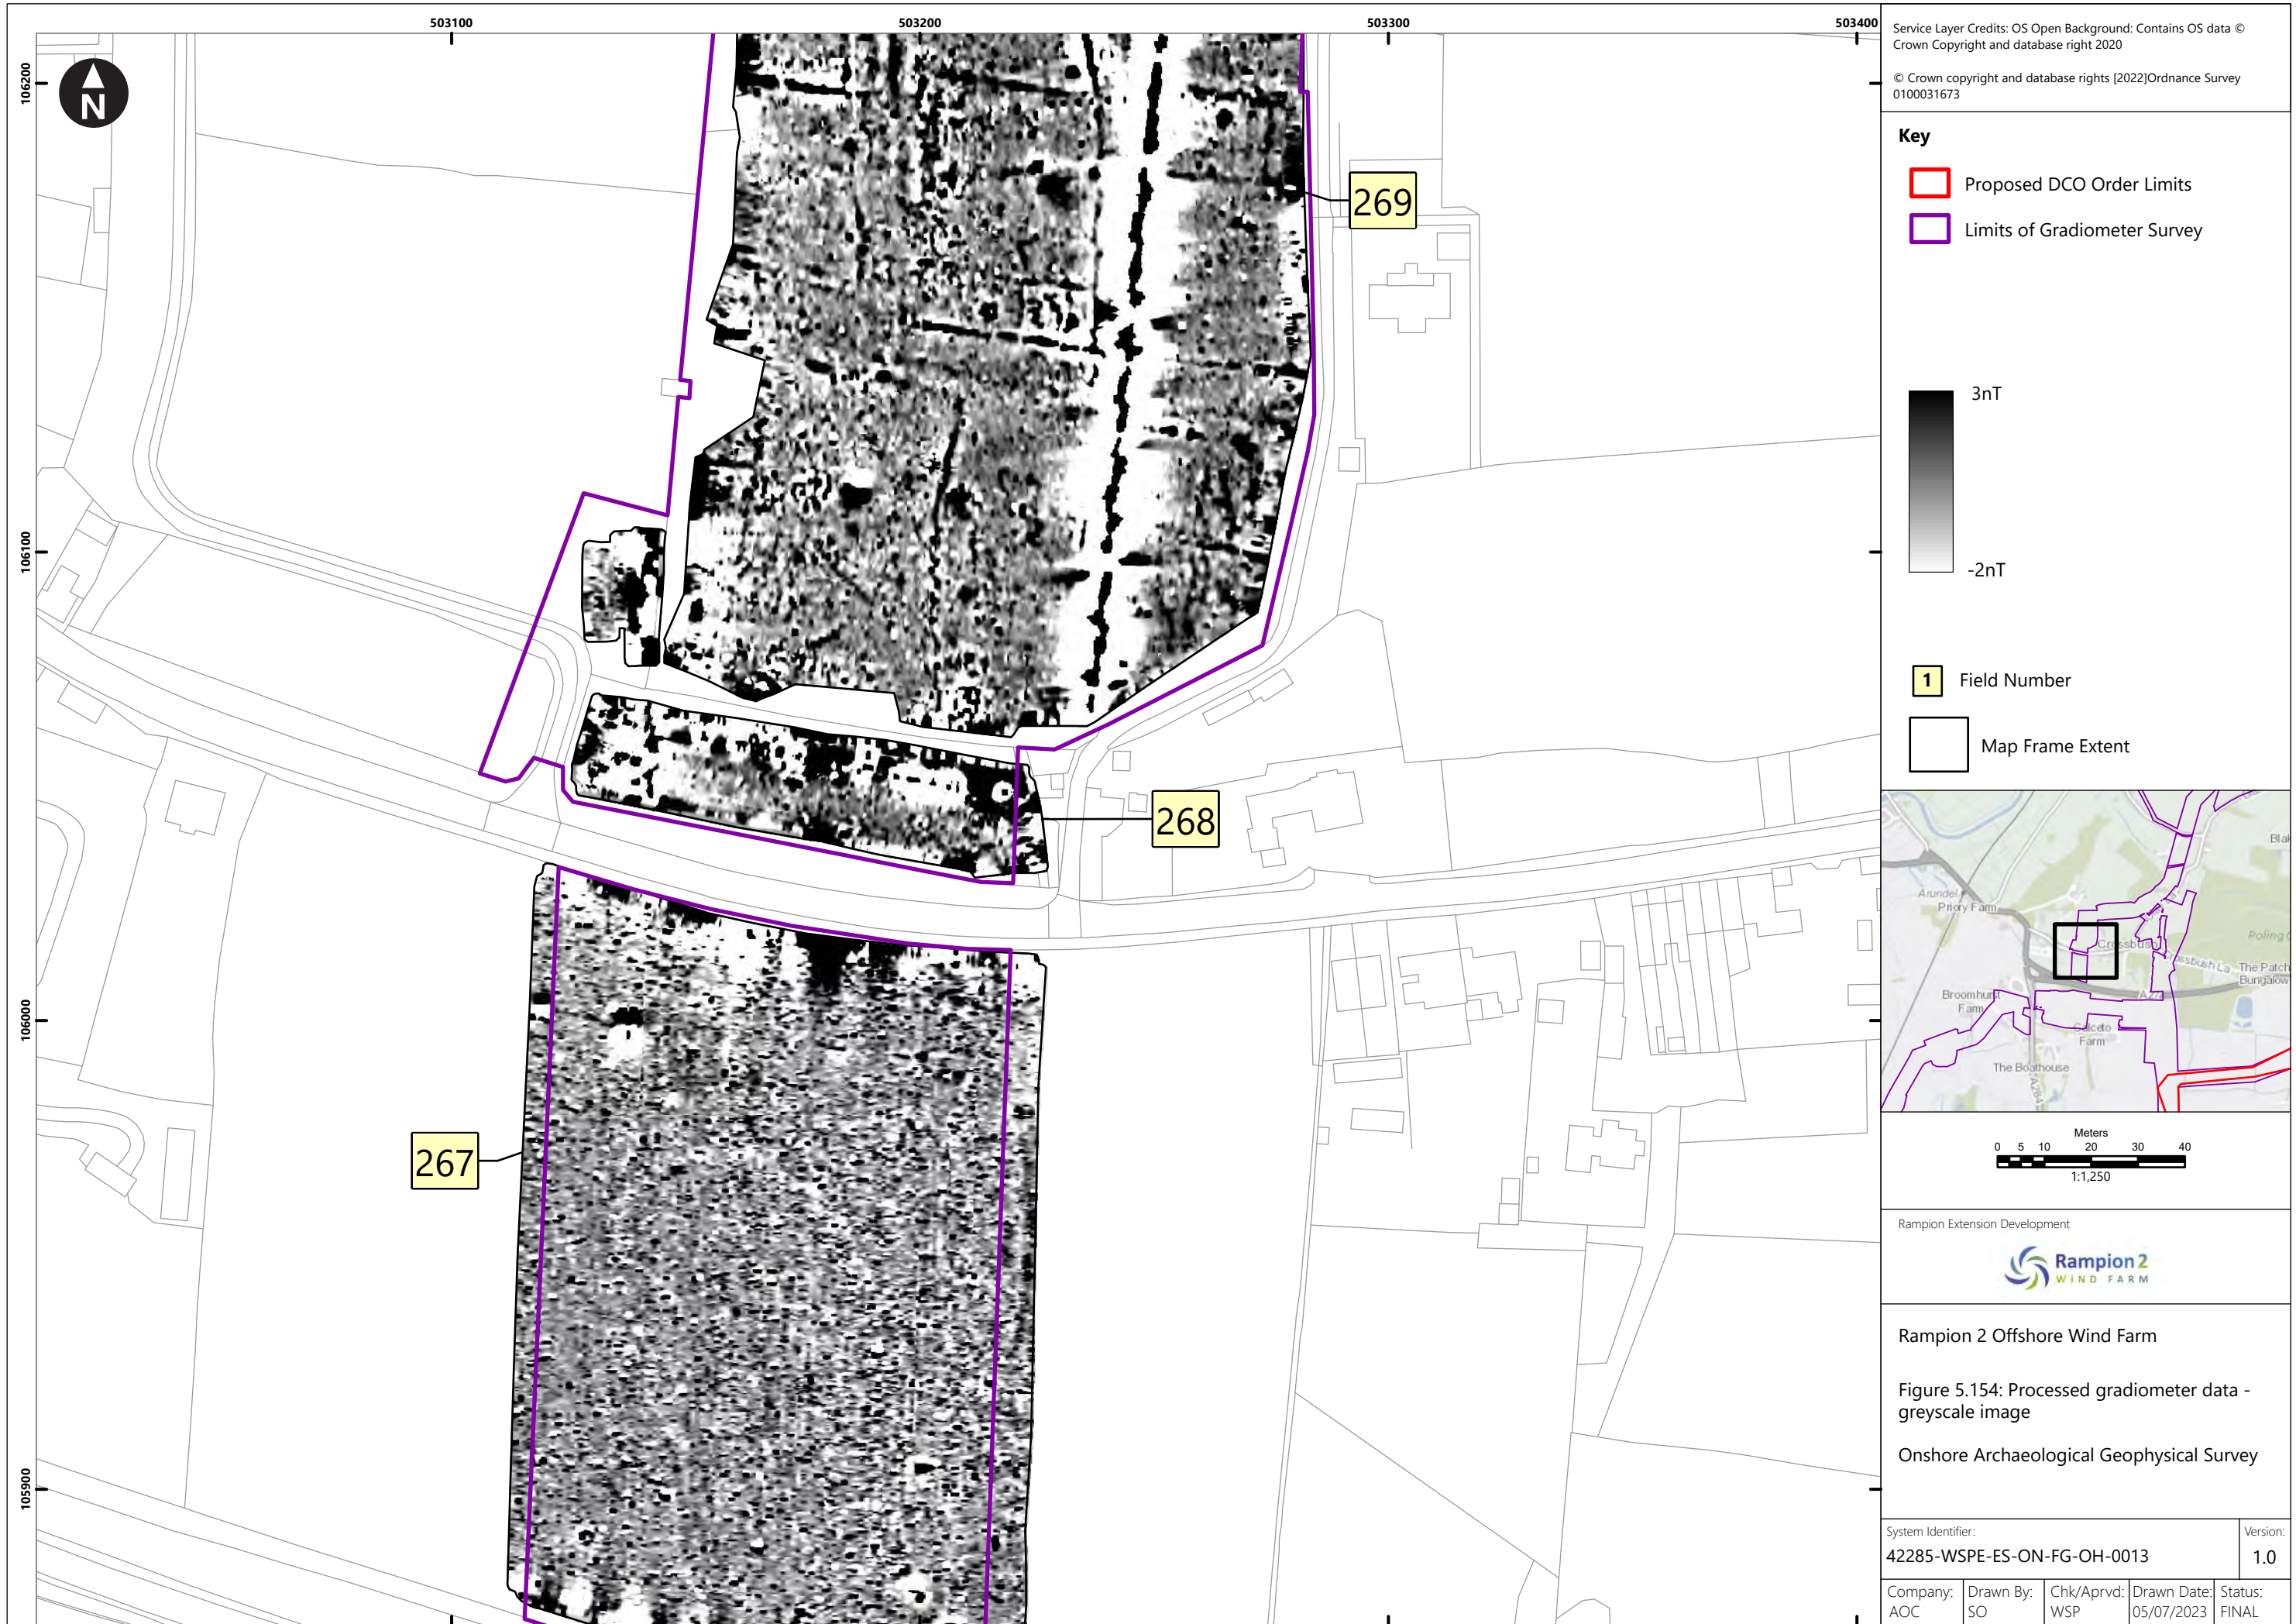 503100
503200
503300
503400
106200
106100
106000
105900
N
269
268
267
Service Layer Credits: OS Open Background: Contains OS data ©
Crown Copyright and database right 2020
© Crown copyright and database rights [2022]Ordnance Survey
0100031673
Key
Proposed DCO Order Limits
Limits of Gradiometer Survey
3nT
-2nT
1
Field Number
Map Frame Extent
Arundel
Priory Farm
Crossbush
Poling
The Patch
Bungalow
Broomhurst
Farm
A27
Calceto
Farm
The Boathouse
A284
Meters
0 5 10 20 30 40
1:1,250
Rampion Extension Development
Rampion 2
WIND FARM
Rampion 2 Offshore Wind Farm
Figure 5.154: Processed gradiometer data -
greyscale image
Onshore Archaeological Geophysical Survey
System Identifier:
42285-WSPE-ES-ON-FG-OH-0013
Version:
1.0
Company:
AOC
Drawn By:
SO
Chk/Aprvd:
WSP
Drawn Date:
05/07/2023
Status:
FINAL